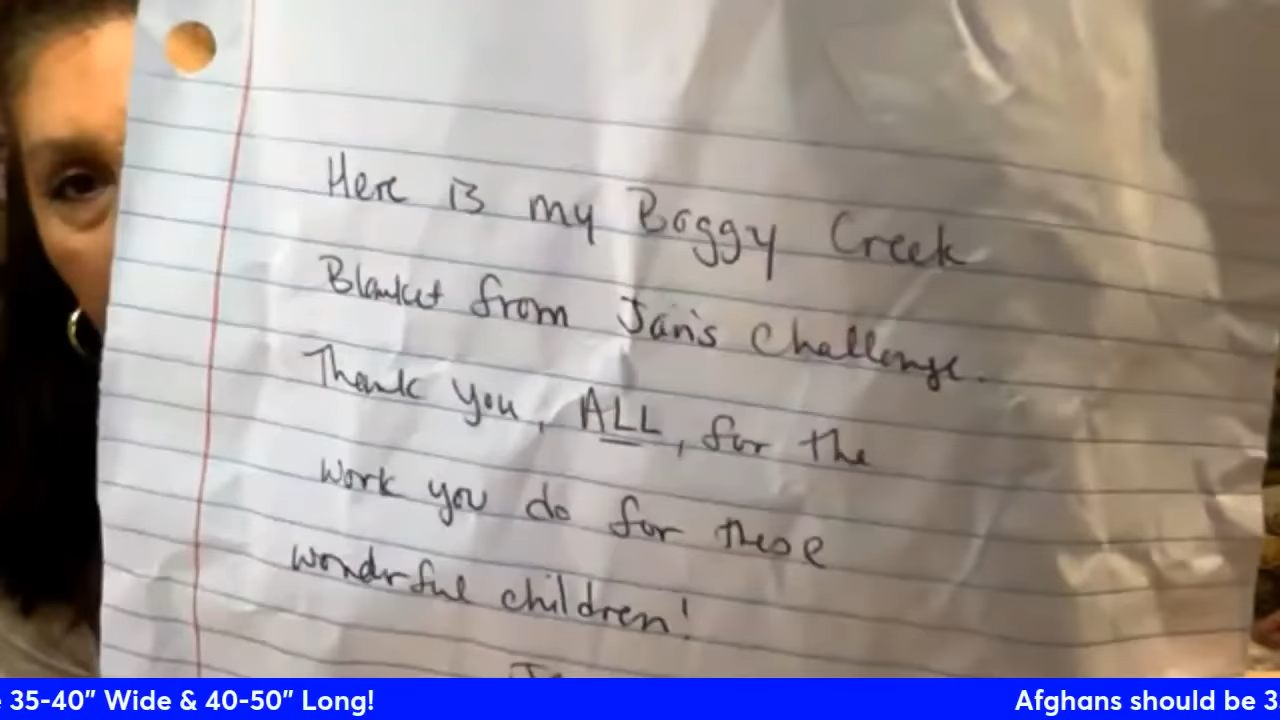 Here is my Boggy Creek
Blanket from Jan's Challenge.
Thank you, ALL, for the
work you do for these
wonderful children!
35-40” Wide & 40-50” Long!
Afghans should be 3